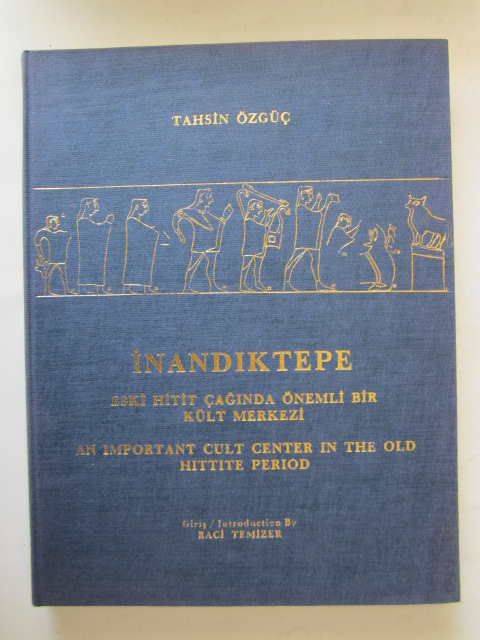 TAHSİN ÖZGÜÇ
İNANDIKTEPE
ESKİ HİTİT ÇAĞINDA ÖNEMLİ BİR
KÜLT MERKEZİ
AN IMPORTANT CULT CENTER IN THE OLD
HITTITE PERIOD
Giriş / Introduction By
RACİ TEMİZER